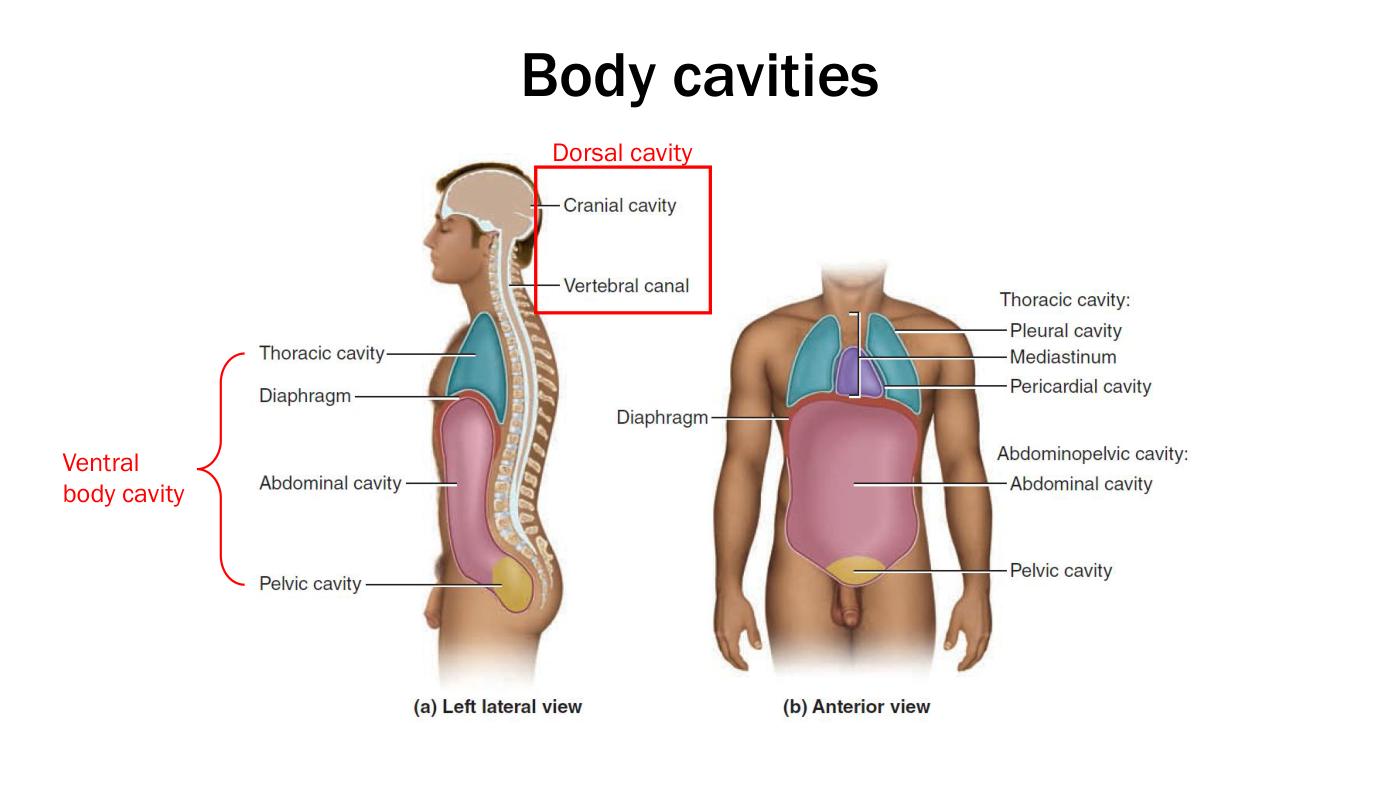 Body cavities
Dorsal cavity
Cranial cavity
Vertebral canal
Thoracic cavity
Diaphragm
Ventral
body cavity
Abdominal cavity
Pelvic cavity
(a) Left lateral view
Thoracic cavity:
Pleural cavity
Mediastinum
Pericardial cavity
Diaphragm
Abdominopelvic cavity:
Abdominal cavity
Pelvic cavity
(b) Anterior view